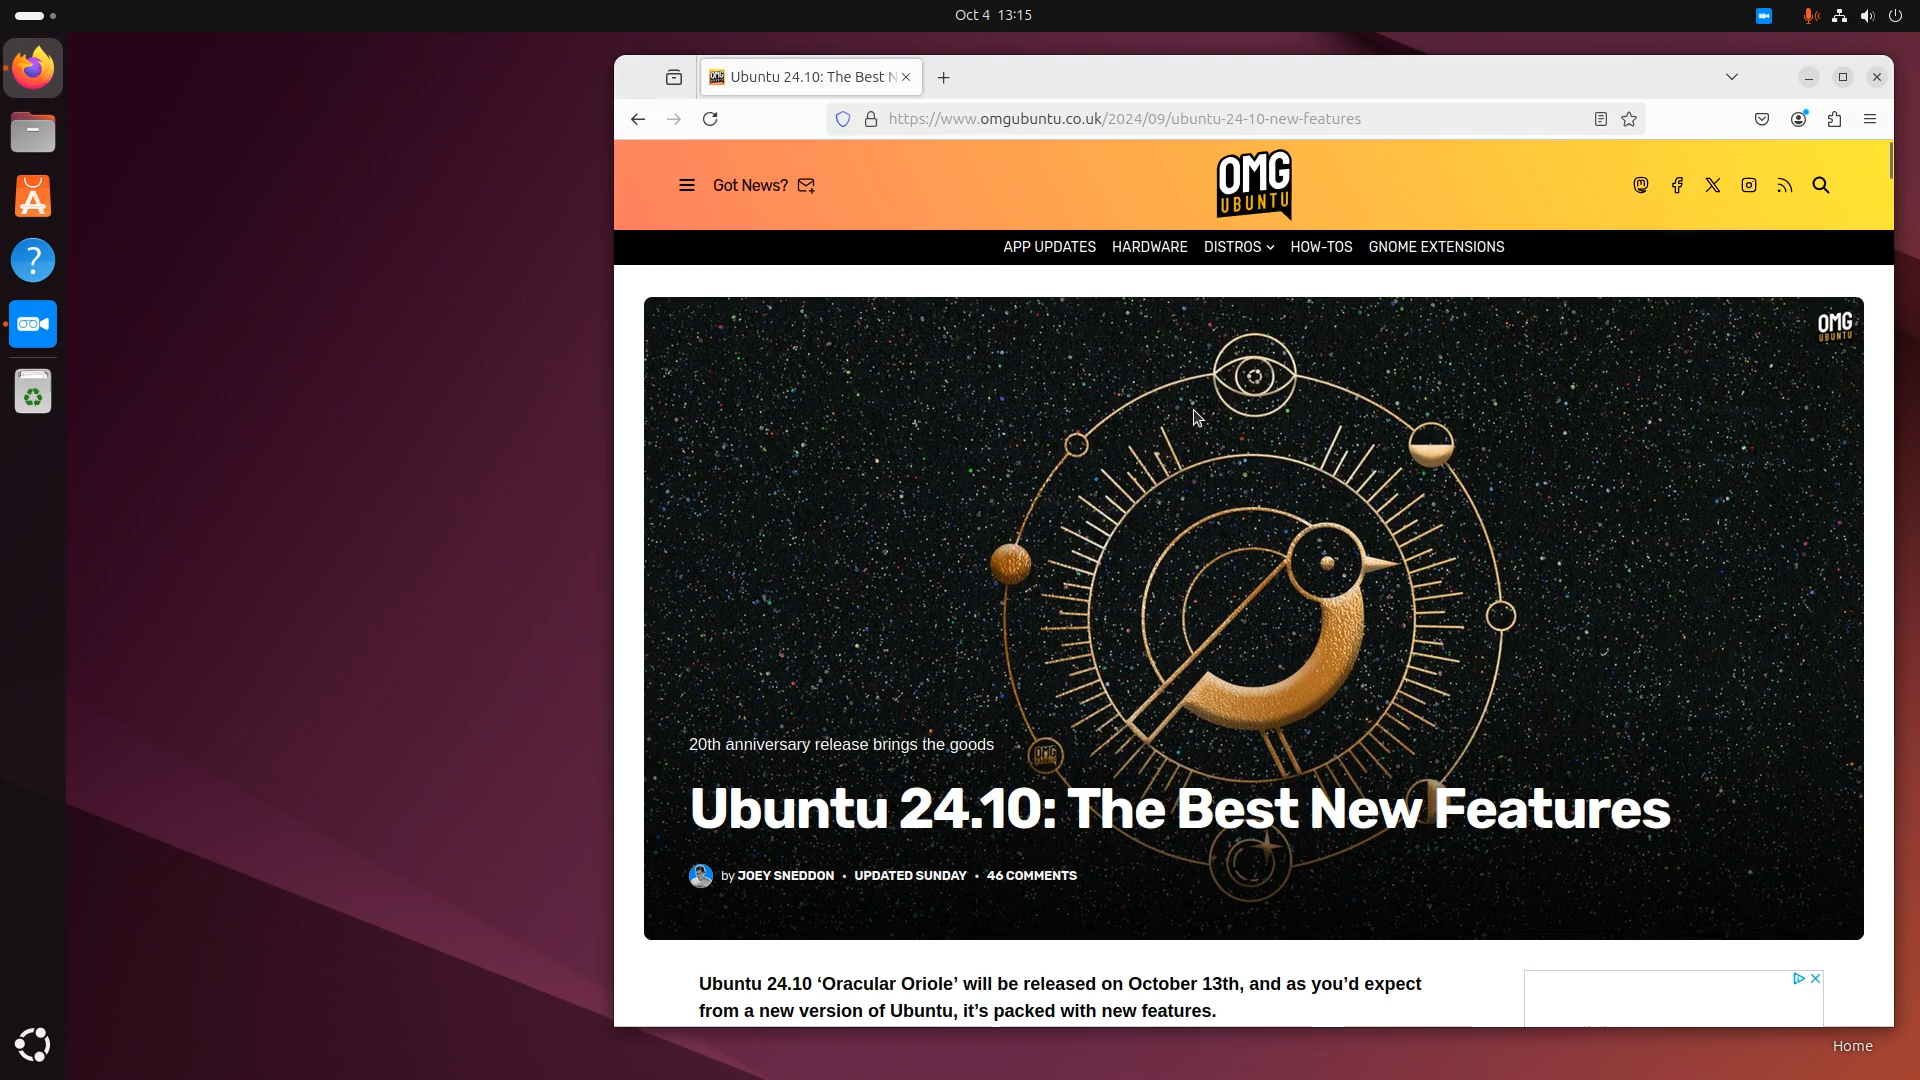 Oct 4 13:15
Ubuntu 24.10: The Best N
https://www.omgubuntu.co.uk/2024/09/ubuntu-24-10-new-features
Got News?
OMG
UBUNTU
APP UPDATES HARDWARE DISTROS HOW-TOS GNOME EXTENSIONS
OMG
UBUNTU
20th anniversary release brings the goods
OMG
Ubuntu 24.10: The Best New Features
by JOEY SNEDDON • UPDATED SUNDAY • 46 COMMENTS
Ubuntu 24.10 ‘Oracular Oriole’ will be released on October 13th, and as you’d expect
from a new version of Ubuntu, it’s packed with new features.
Home